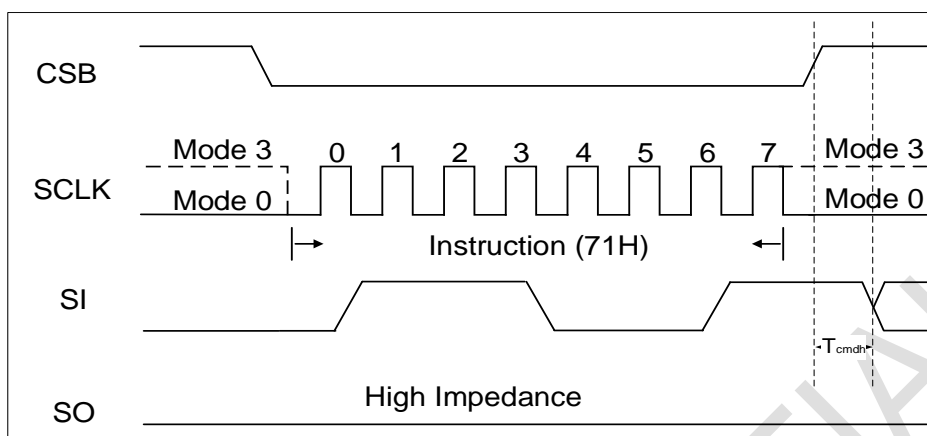 CSB
Mode 3 0 1 2 3 4 5 6 7 Mode 3
SCLK
Mode 0 Mode 0
Instruction (71H)
SI
Tcmdh
High Impedance
SO